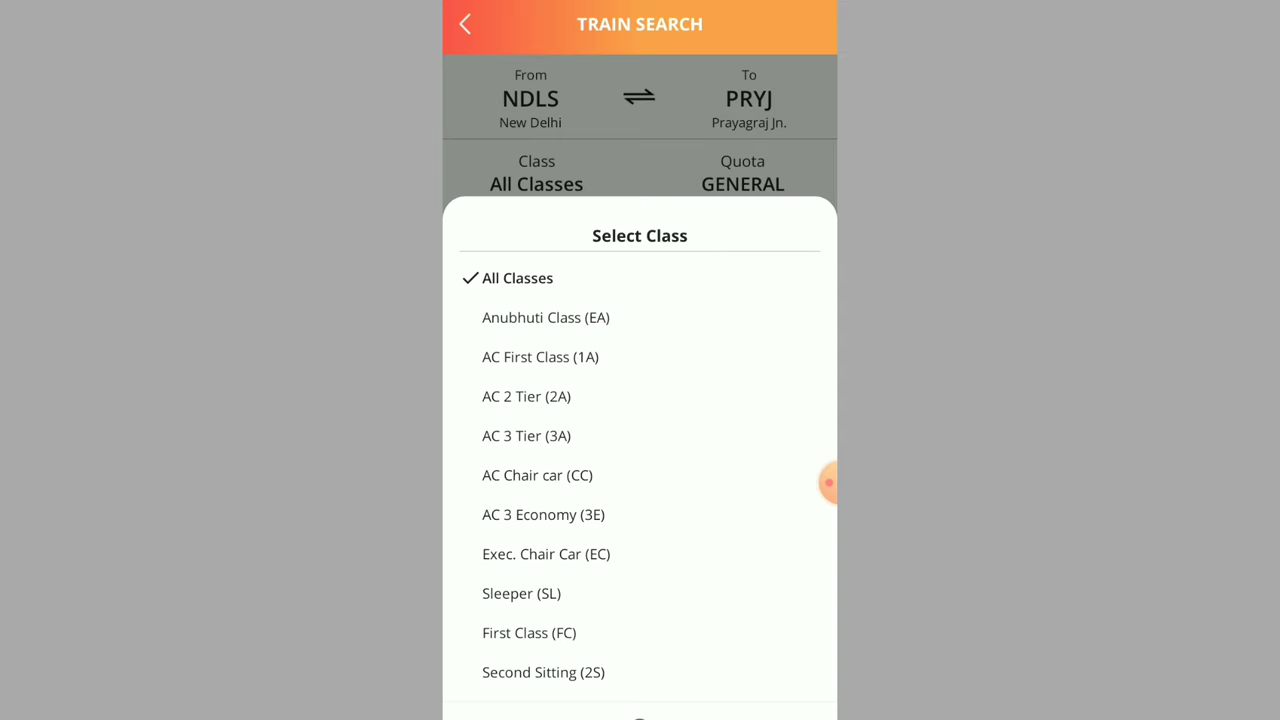 TRAIN SEARCH
From
To
NDLS
PRYJ
New Delhi
Prayagraj Jn.
Class
Quota
All Classes
GENERAL
Select Class
All Classes
Anubhuti Class (EA)
AC First Class (1A)
AC 2 Tier (2A)
AC 3 Tier (3A)
AC Chair car (CC)
AC 3 Economy (3E)
Exec. Chair Car (EC)
Sleeper (SL)
First Class (FC)
Second Sitting (2S)